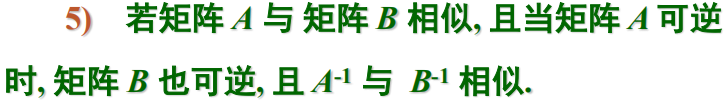 5) 若矩阵 A 与 矩阵 B 相似, 且当矩阵 A 可逆
时, 矩阵 B 也可逆, 且 A⁻¹ 与 B⁻¹ 相似.